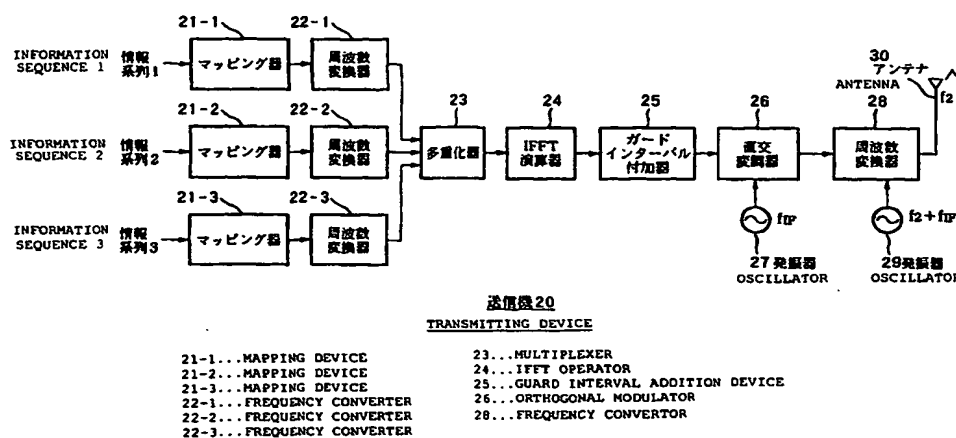 21-1
22-1
INFORMATION SEQUENCE 1
情報系列1
マッピング器
周波数変換器
21-2
22-2
INFORMATION SEQUENCE 2
情報系列2
マッピング器
周波数変換器
21-3
22-3
INFORMATION SEQUENCE 3
情報系列3
マッピング器
周波数変換器
23
多重化器
24
IFFT
演算器
25
ガード
インターバル
付加器
26
直交
変調器
28
周波数
変換器
30
アンテナ
ANTENNA
f2
fIF
f2+fIF
27発振器
OSCILLATOR
29発振器
OSCILLATOR
送信機20
TRANSMITTING DEVICE
21-1...MAPPING DEVICE
21-2...MAPPING DEVICE
21-3...MAPPING DEVICE
22-1...FREQUENCY CONVERTER
22-2...FREQUENCY CONVERTER
22-3...FREQUENCY CONVERTER
23...MULTIPLEXER
24...IFFT OPERATOR
25...GUARD INTERVAL ADDITION DEVICE
26...ORTHOGONAL MODULATOR
28...FREQUENCY CONVERTOR